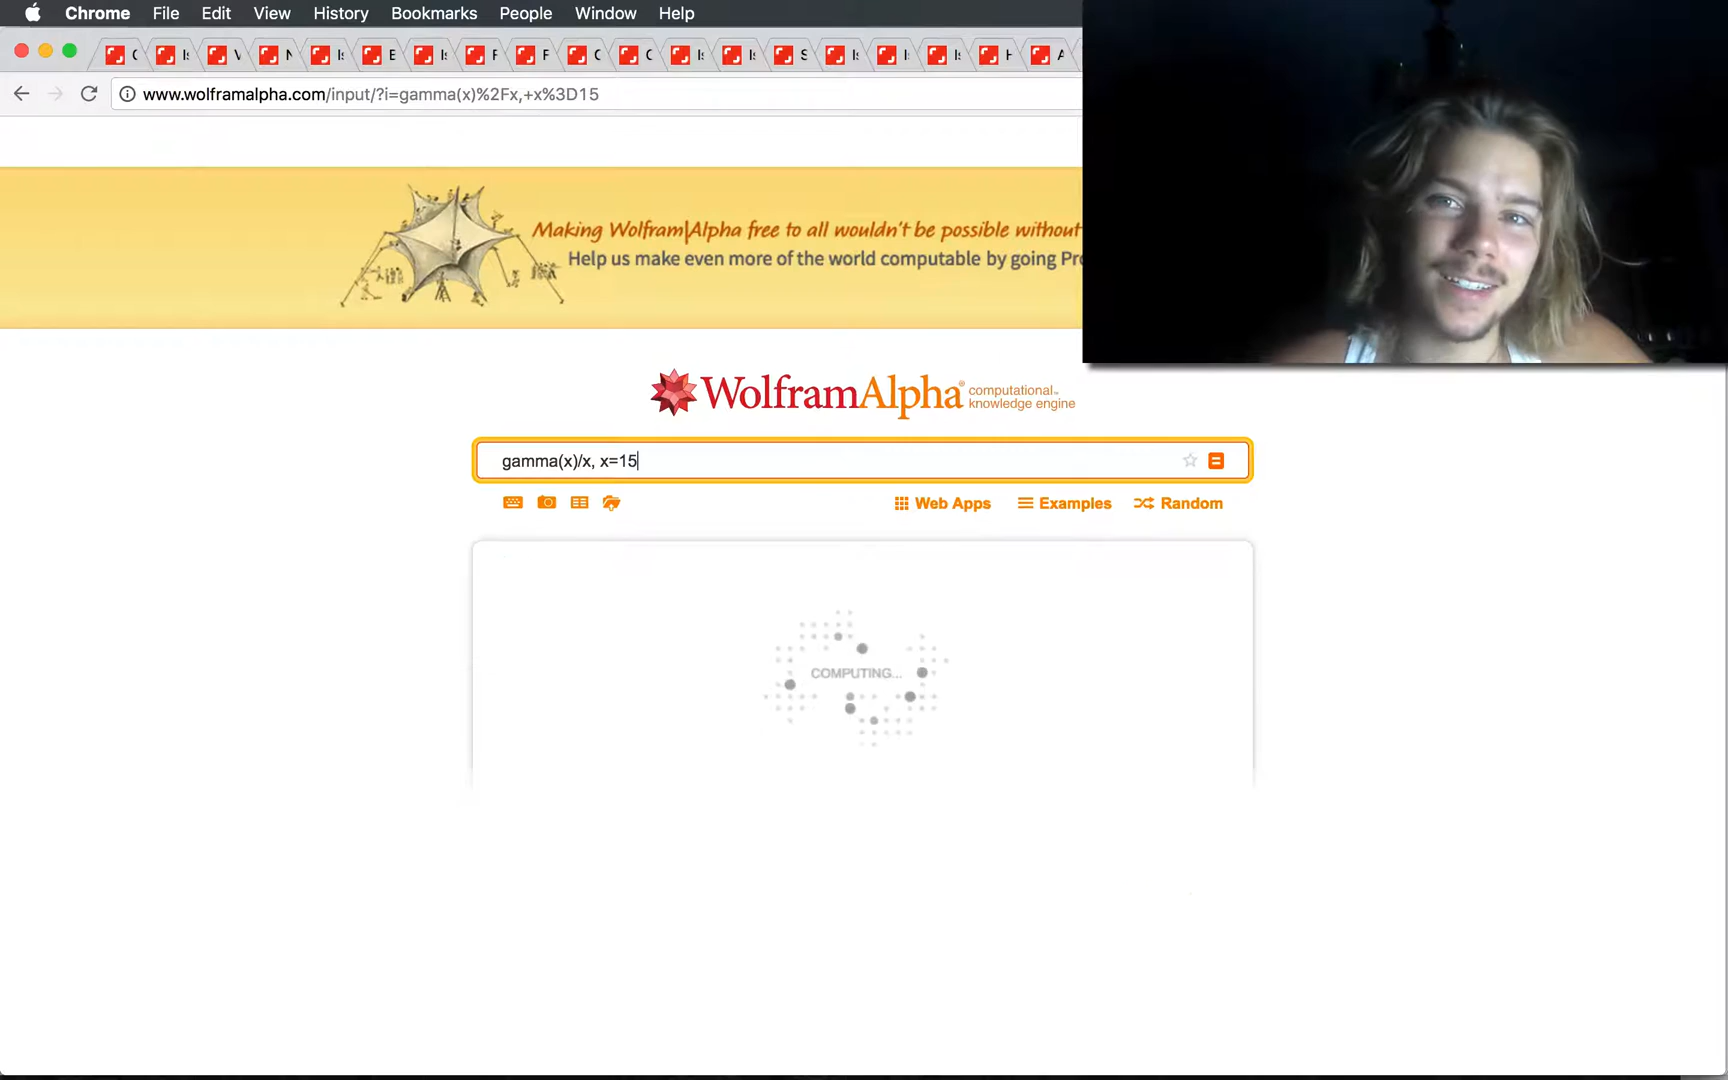 Chrome File Edit View History Bookmarks People Window Help
www.wolframalpha.com/input/?i=gamma(x)%2Fx,+x%3D15
Making Wolfram|Alpha free to all wouldn't be possible without
Help us make even more of the world computable by going Pro
WolframAlpha® computational™ knowledge engine
gamma(x)/x, x=15
Web Apps Examples Random
COMPUTING...